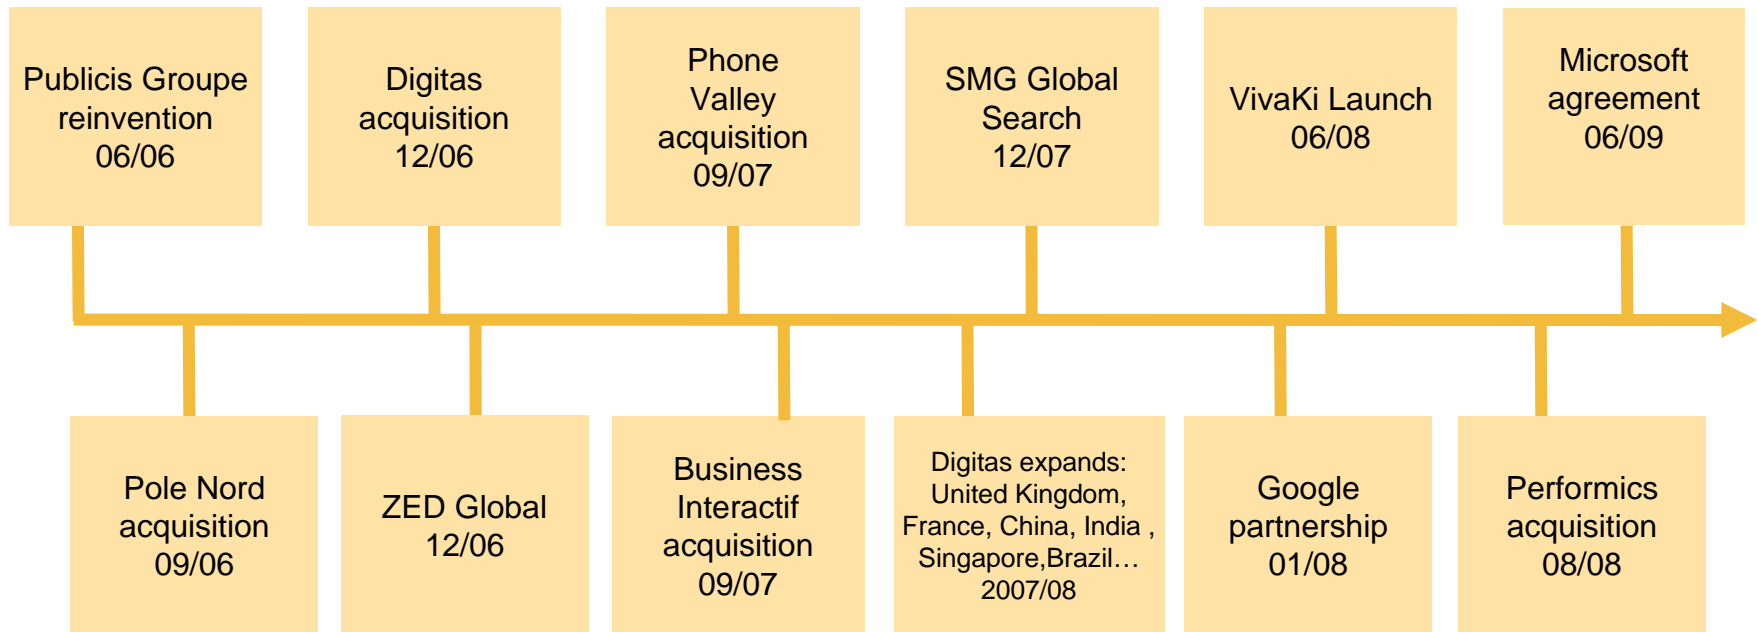 Publicis Groupe
reinvention
06/06
Digitas
acquisition
12/06
Phone
Valley
acquisition
09/07
SMG Global
Search
12/07
VivaKi Launch
06/08
Microsoft
agreement
06/09
Pole Nord
acquisition
09/06
ZED Global
12/06
Business
Interactif
acquisition
09/07
Digitas expands:
United Kingdom,
France, China, India ,
Singapore,Brazil…
2007/08
Google
partnership
01/08
Performics
acquisition
08/08